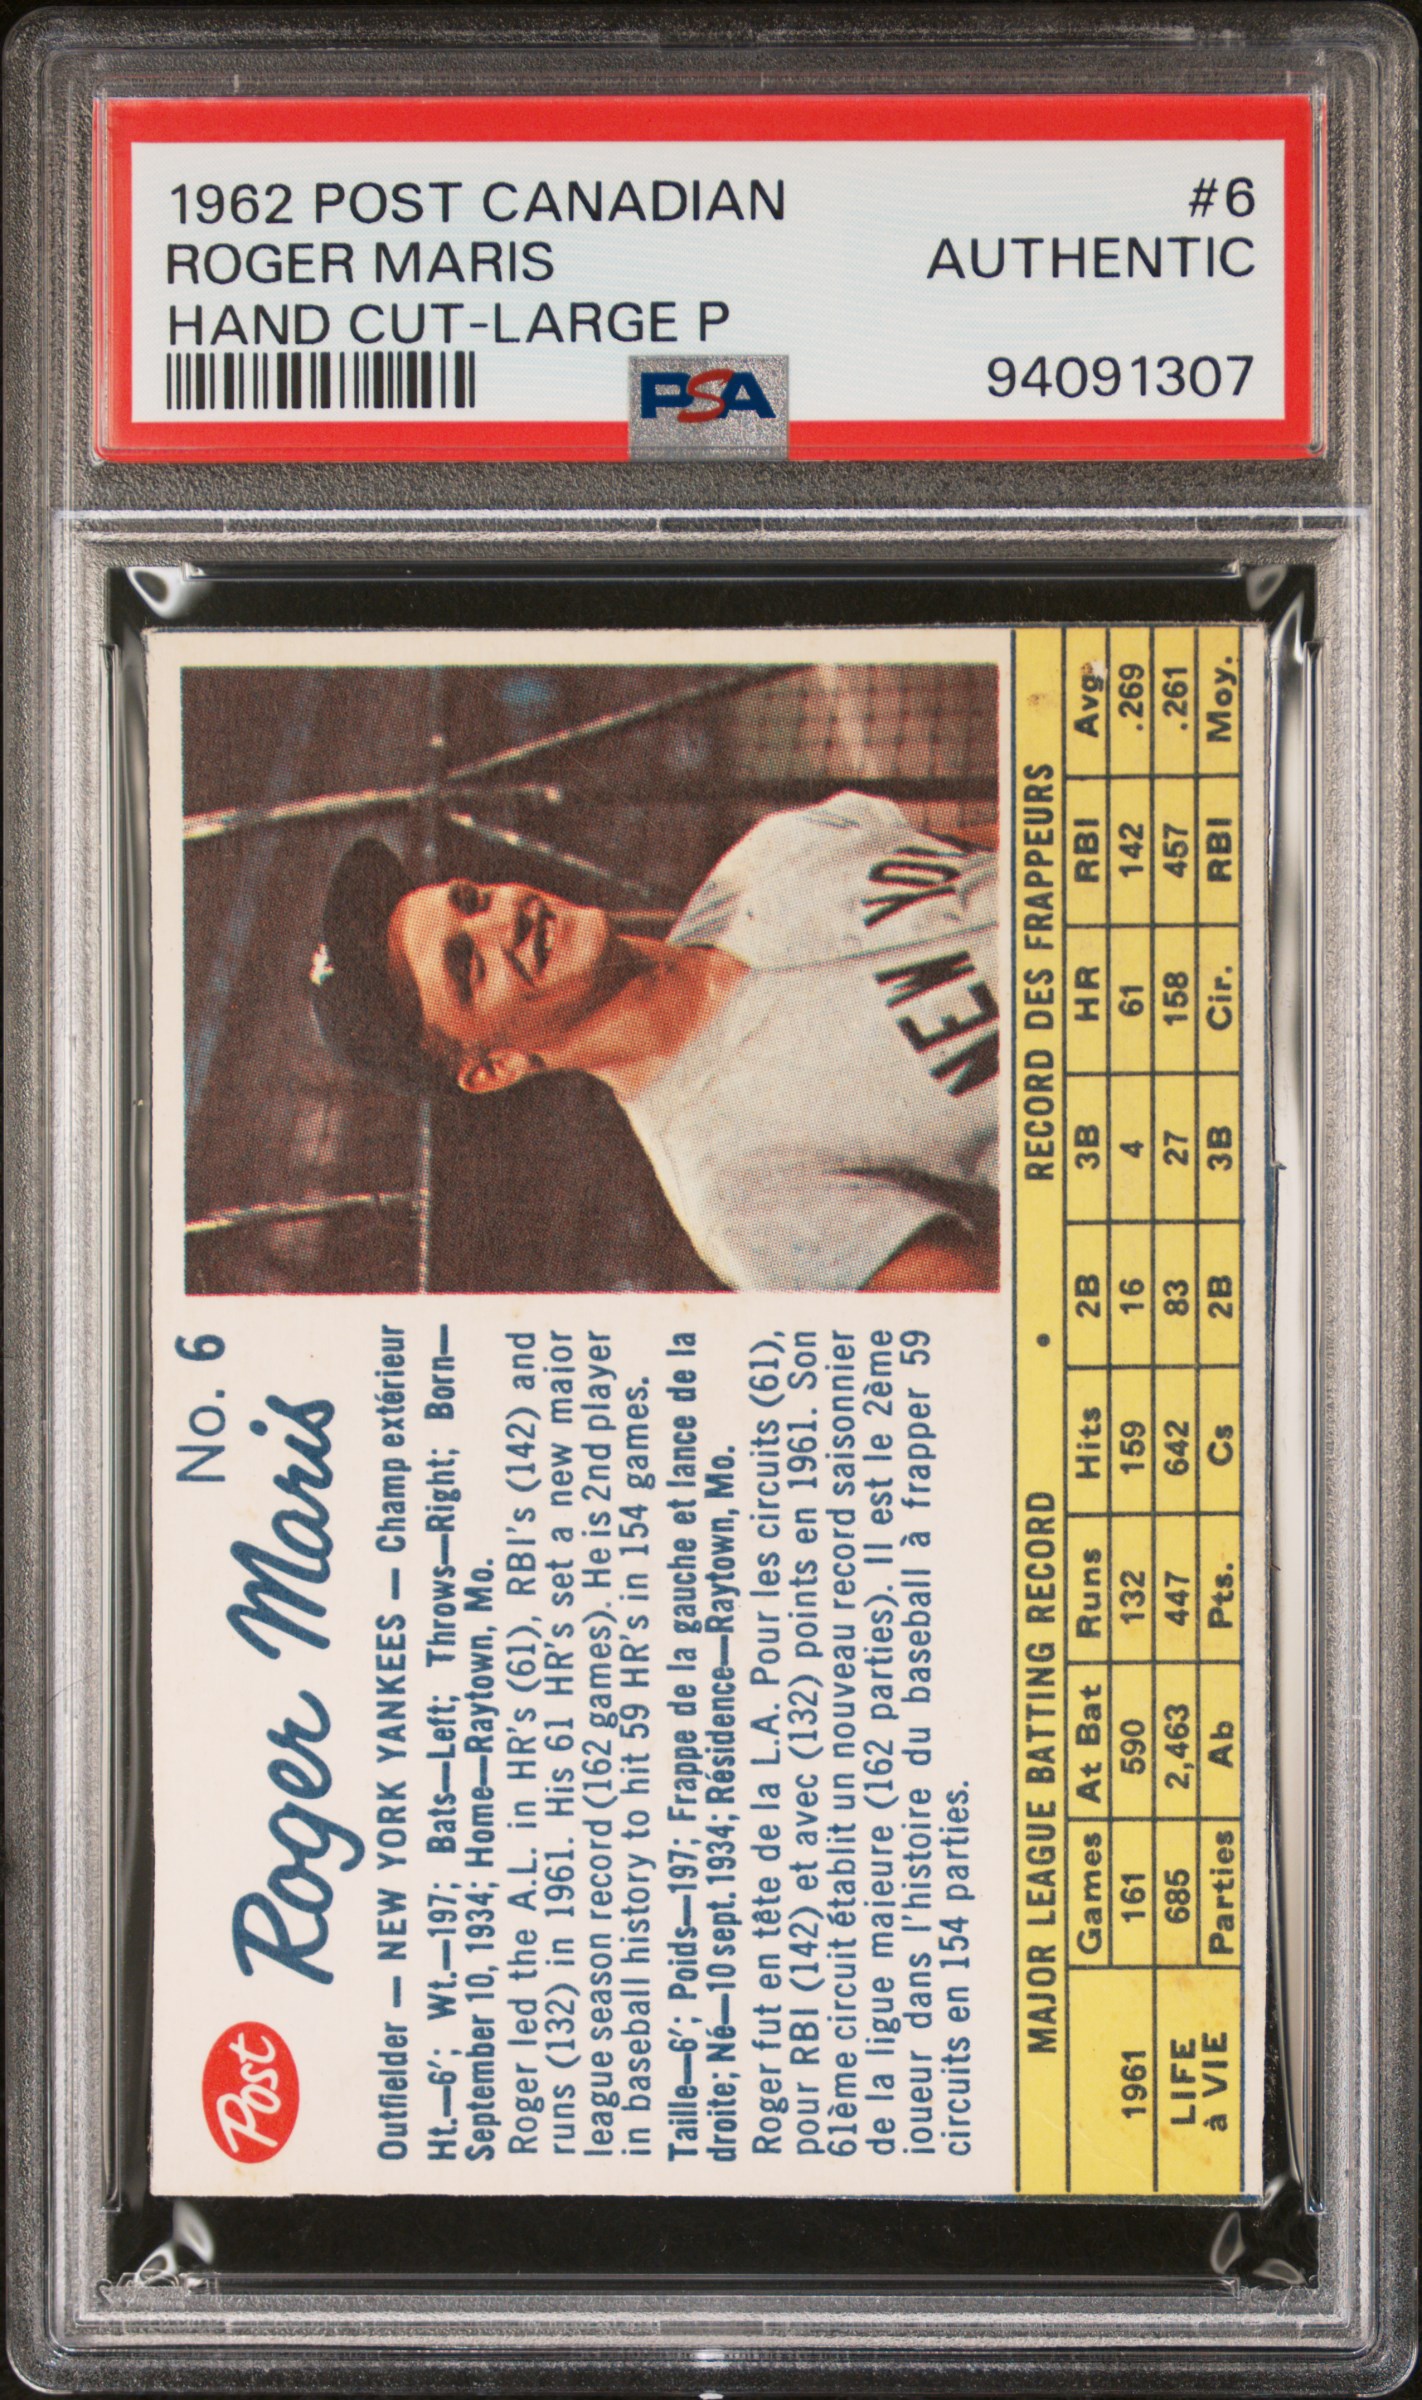 1962 POST CANADIAN #6
ROGER MARIS AUTHENTIC
HAND CUT-LARGE P
94091307
PSA
Post
No. 6
Roger Maris
Outfielder — NEW YORK YANKEES — Champ extérieur
Ht.—6'; Wt.—197; Bats—Left; Throws—Right; Born—
September 10, 1934; Home—Raytown, Mo.
Roger led the A.L. in HR's (61), RBI's (142) and
runs (132) in 1961. His 61 HR's set a new major
league season record (162 games). He is 2nd player
in baseball history to hit 59 HR's in 154 games.
Taille—6'; Poids—197; Frappe de la gauche et lance de la
droite; Né—10 sept. 1934; Résidence—Raytown, Mo.
Roger fut en tête de la L.A. Pour les circuits (61),
pour RBI (142) et avec (132) points en 1961. Son
61ème circuit établit un nouveau record saisonnier
de la ligue maieure (162 parties). Il est le 2ème
joueur dans l'histoire du baseball à frapper 59
circuits en 154 parties.
NEW YO
MAJOR LEAGUE BATTING RECORD • RECORD DES FRAPPEURS
Games At Bat Runs Hits 2B 3B HR RBI Avg.
1961 161 590 132 159 16 4 61 142 .269
LIFE 685 2,463 447 642 83 27 158 457 .261
à VIE Parties Ab Pts. Cs 2B 3B Cir. RBI Moy.